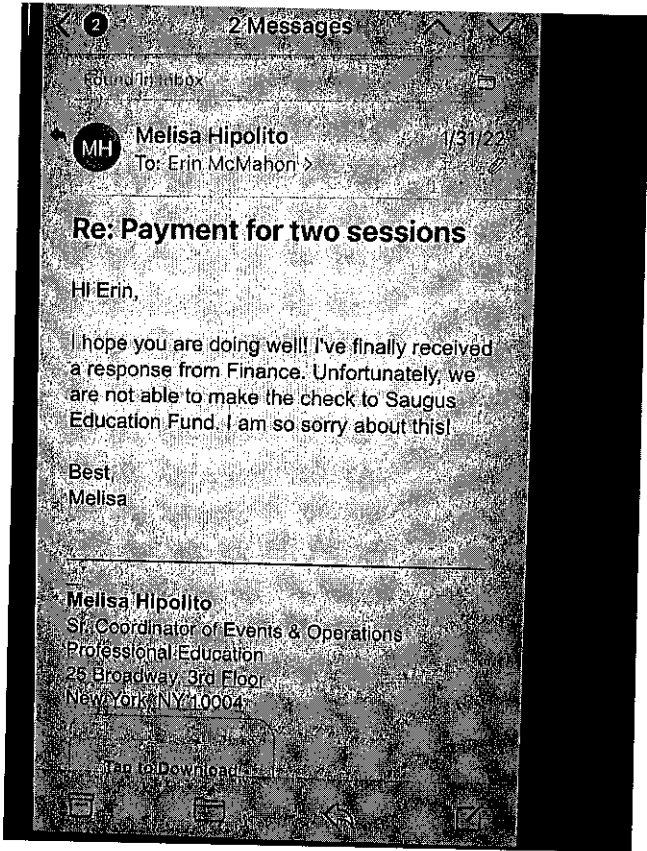 2
2 Messages
Found in Inbox
MH
Melisa Hipolito
1/31/22
To: Erin McMahon >
Re: Payment for two sessions
Hi Erin,
I hope you are doing well! I've finally received
a response from Finance. Unfortunately, we
are not able to make the check to Saugus
Education Fund. I am so sorry about this!
Best,
Melisa
Melisa Hipolito
Sr. Coordinator of Events & Operations
Professional Education
25 Broadway, 3rd Floor
New York, NY 10004
Tap to Download